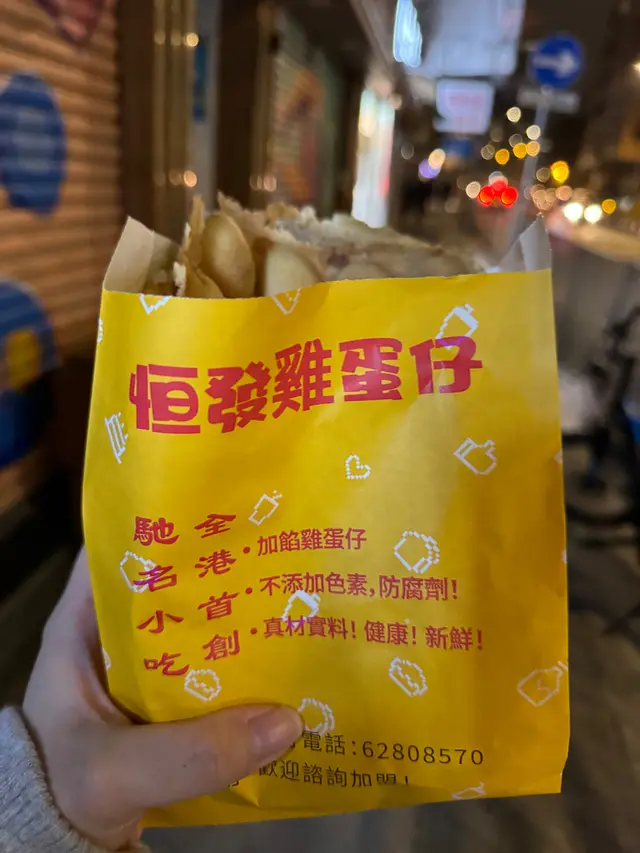 恒發雞蛋仔
全港首創
馳名小吃
·加餡雞蛋仔
·不添加色素,防腐劑!
·真材實料!健康!新鮮!
電話:62808570
歡迎諮詢加盟!